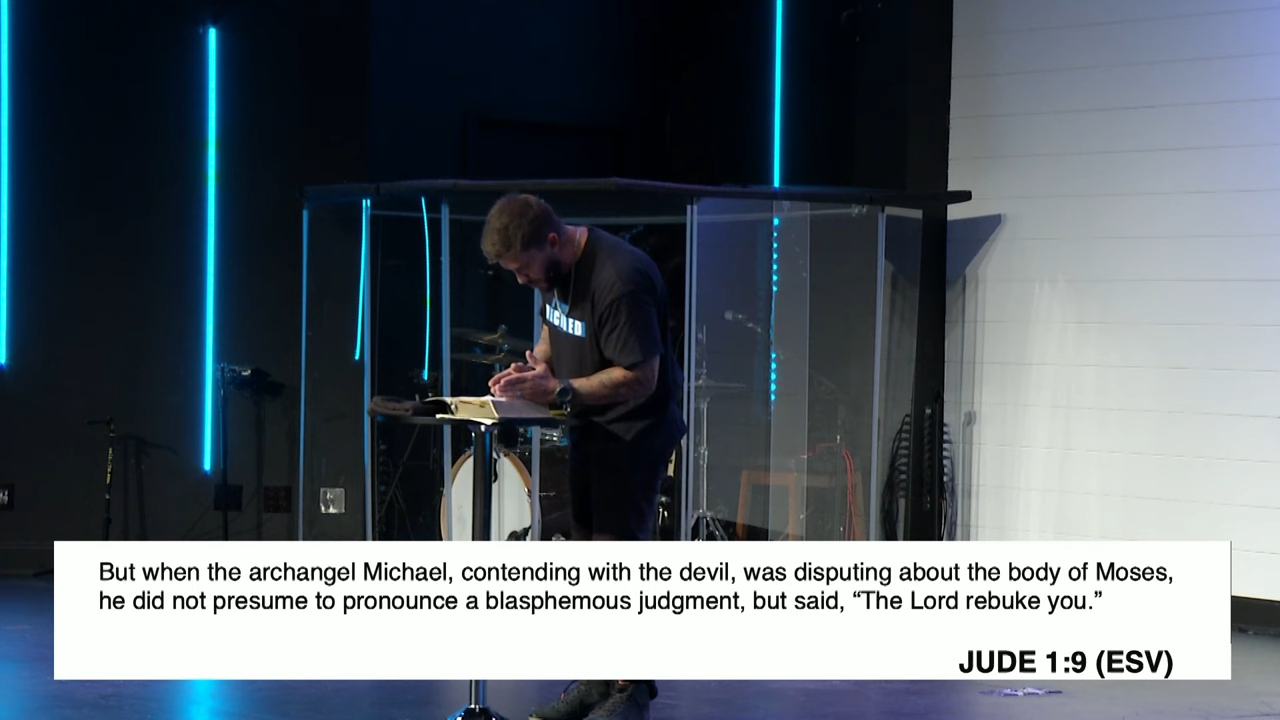 But when the archangel Michael, contending with the devil, was disputing about the body of Moses,
he did not presume to pronounce a blasphemous judgment, but said, “The Lord rebuke you.”
JUDE 1:9 (ESV)